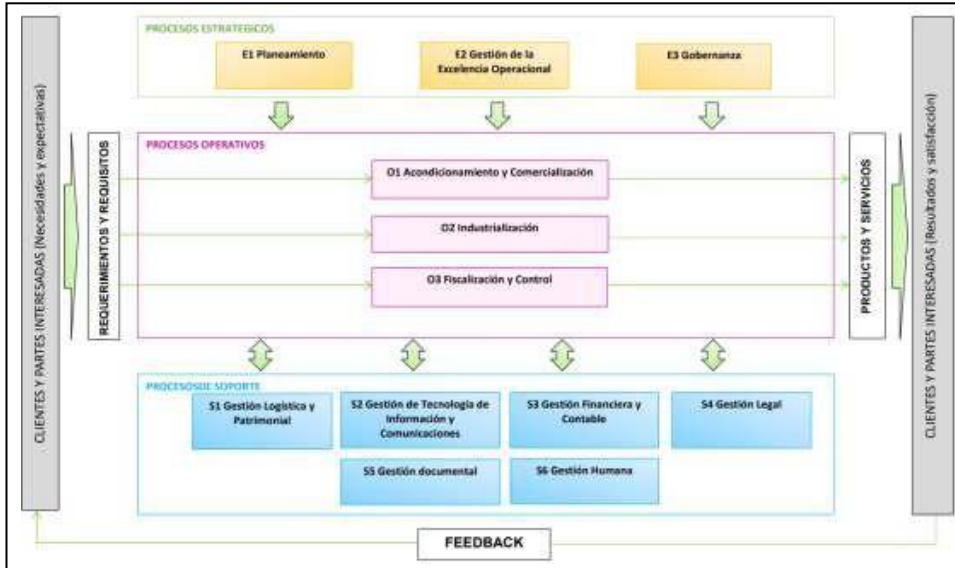 PROCESOS ESTRATEGICOS
E1 Planeamiento
E2 Gestión de la
Excelencia Operacional
E3 Gobernanza
CLIENTES Y PARTES INTERESADAS (Necesidades y expectativas)
REQUERIMIENTOS Y REQUISITOS
PROCESOS OPERATIVOS
O1 Acondicionamiento y Comercialización
O2 Industrialización
O3 Fiscalización y Control
PRODUCTOS Y SERVICIOS
CLIENTES Y PARTES INTERESADAS (Resultados y satisfacción)
PROCESOSDE SOPORTE
S1 Gestión Logística y
Patrimonial
S2 Gestión de Tecnología de
Información y
Comunicaciones
S3 Gestión Financiera y
Contable
S4 Gestión Legal
S5 Gestión documental
S6 Gestión Humana
FEEDBACK